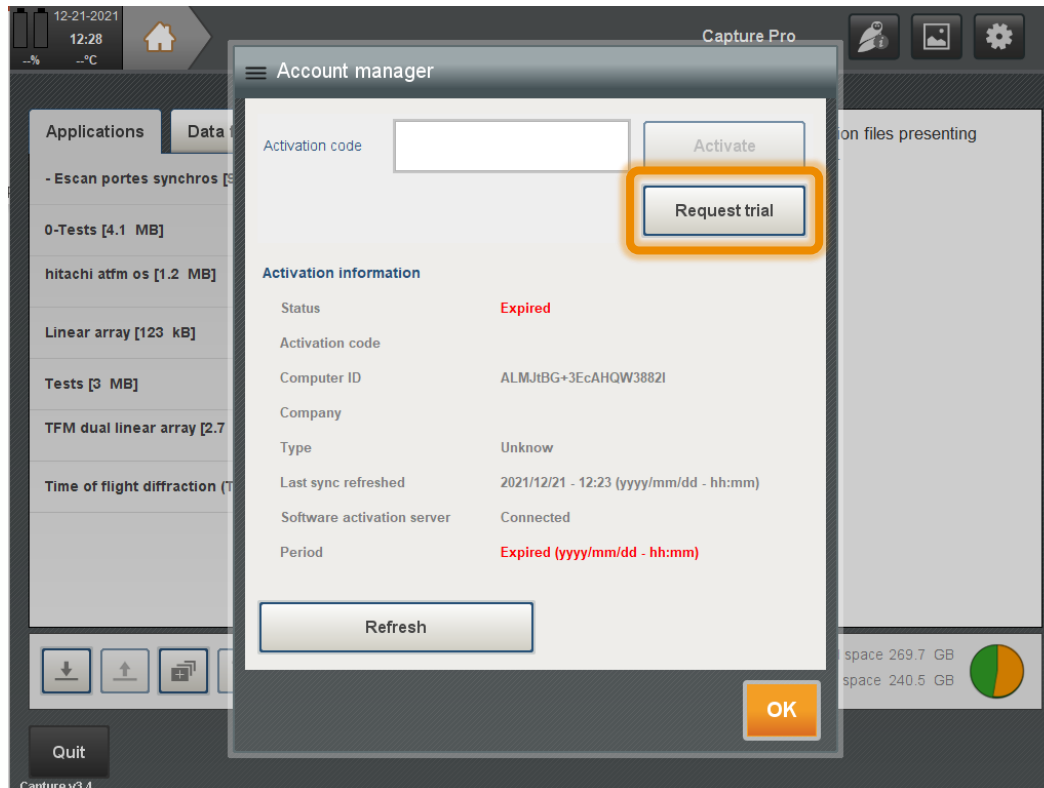 12-21-2021
12:28
--% --°C
Capture Pro
Account manager
Applications
Data
ion files presenting
Activation code
Activate
- Escan portes synchros [
Request trial
0-Tests [4.1 MB]
hitachi atfm os [1.2 MB]
Activation information
Status Expired
Linear array [123 kB]
Activation code
Tests [3 MB]
Computer ID ALMJtBG+3EcAHQW3882I
Company
TFM dual linear array [2.7
Type Unknow
Time of flight diffraction (T
Last sync refreshed 2021/12/21 - 12:23 (yyyy/mm/dd - hh:mm)
Software activation server Connected
Period Expired (yyyy/mm/dd - hh:mm)
Refresh
space 269.7 GB
space 240.5 GB
OK
Quit
Capture v3.4